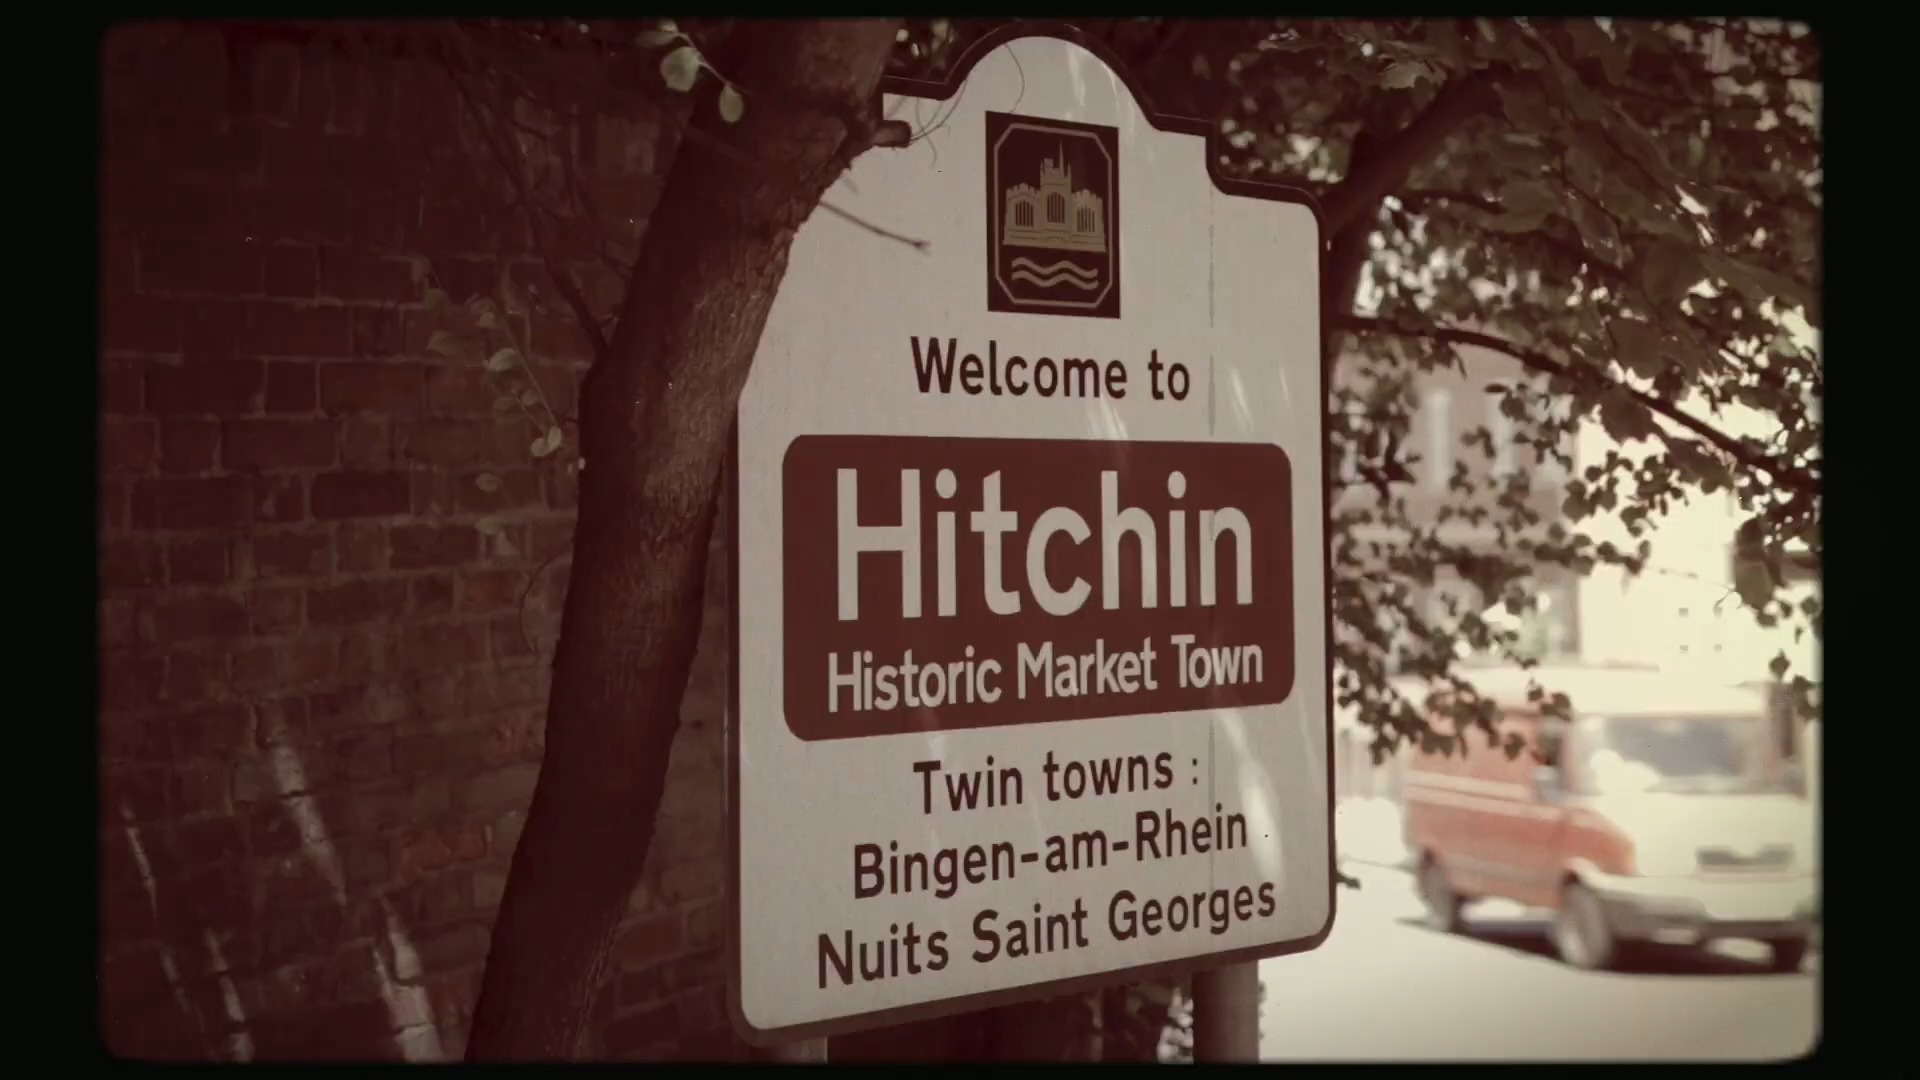 Welcome to
Hitchin
Historic Market Town
Twin towns :
Bingen-am-Rhein
Nuits Saint Georges